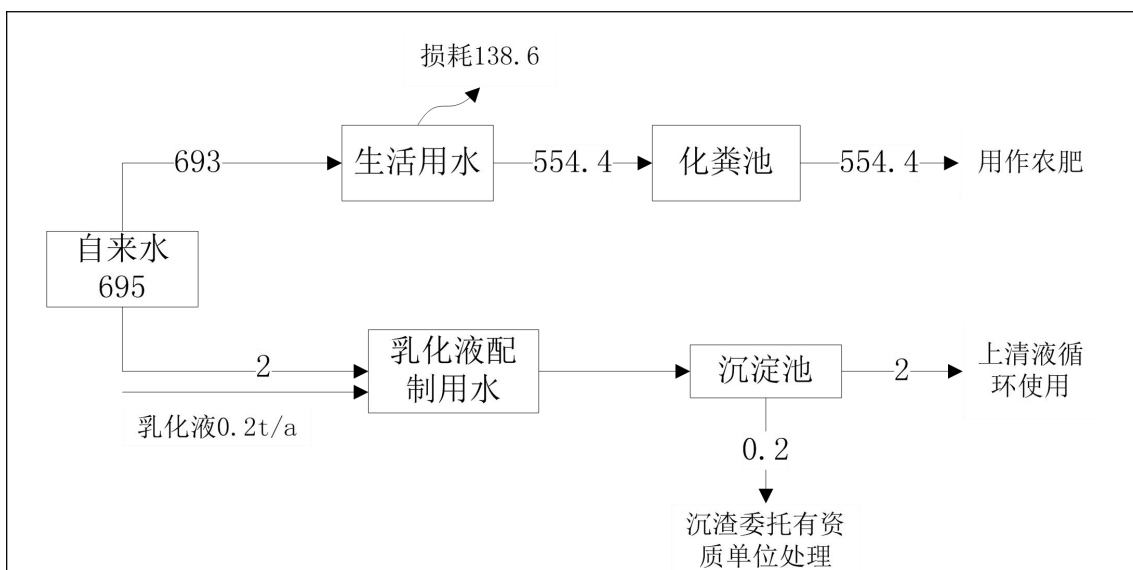 损耗138.6
693
生活用水
554.4
化粪池
554.4
用作农肥
自来水
695
2
乳化液配
制用水
沉淀池
2
上清液循
环使用
乳化液0.2t/a
0.2
沉渣委托有资
质单位处理